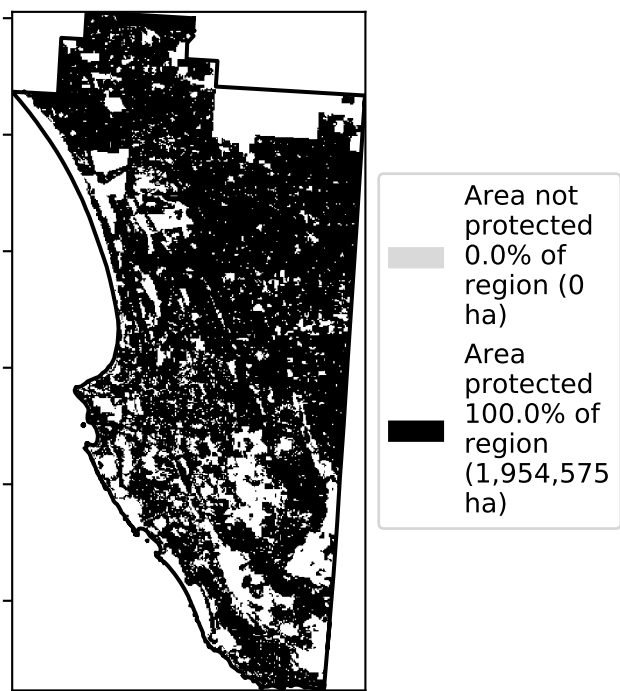 Area not
protected
0.0% of
region (0
ha)
Area
protected
100.0% of
region
(1,954,575
ha)